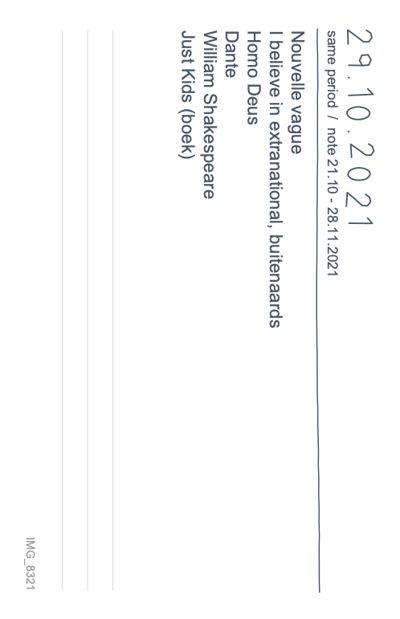 29.10.2021
same period / note 21.10 - 28.11.2021
Nouvelle vague
I believe in extranational, buitenaards
Homo Deus
Dante
William Shakespeare
Just Kids (boek)
IMG_8321